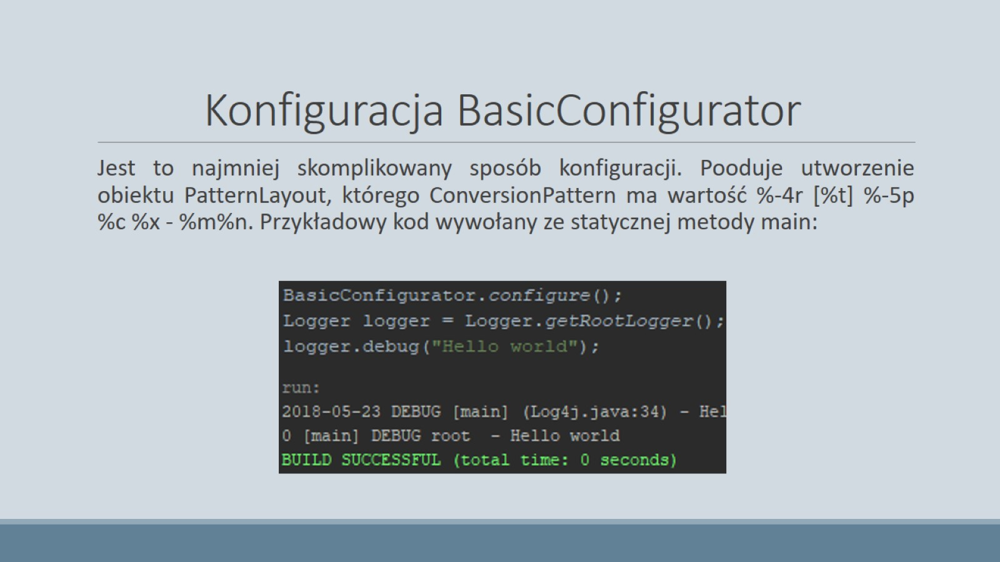 Konfiguracja BasicConfigurator
Jest to najmniej skomplikowany sposób konfiguracji. Pooduje utworzenie
obiektu PatternLayout, którego ConversionPattern ma wartość %-4r [%t] %-5p
%c %x - %m%n. Przykładowy kod wywołany ze statycznej metody main:
BasicConfigurator.configure();
Logger logger = Logger.getRootLogger();
logger.debug("Hello world");
run:
2018-05-23 DEBUG [main] (Log4j.java:34) - Hel
0 [main] DEBUG root  - Hello world
BUILD SUCCESSFUL (total time: 0 seconds)